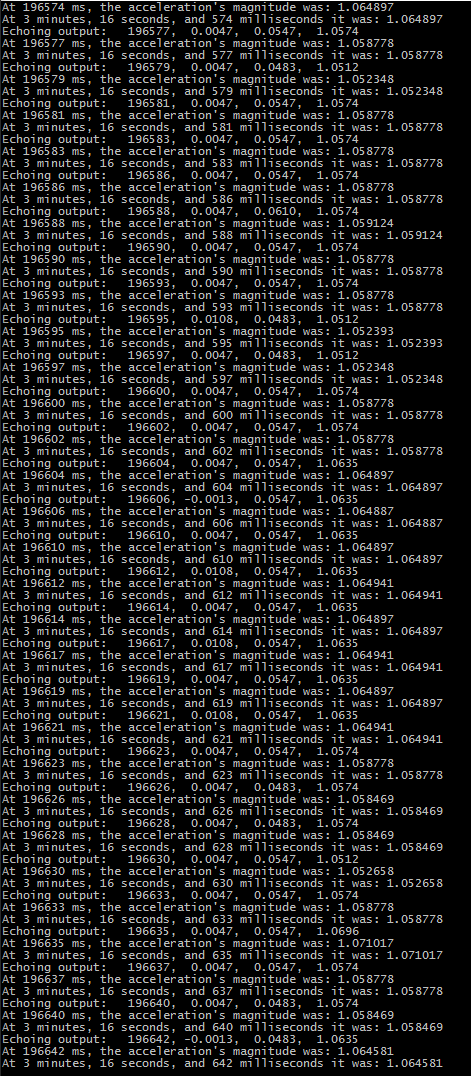 At 196574 ms, the acceleration's magnitude was: 1.064897
At 3 minutes, 16 seconds, and 574 milliseconds it was: 1.064897
Echoing output:   196577,  0.0047,  0.0547,  1.0574
At 196577 ms, the acceleration's magnitude was: 1.058778
At 3 minutes, 16 seconds, and 577 milliseconds it was: 1.058778
Echoing output:   196579,  0.0047,  0.0483,  1.0512
At 196579 ms, the acceleration's magnitude was: 1.052348
At 3 minutes, 16 seconds, and 579 milliseconds it was: 1.052348
Echoing output:   196581,  0.0047,  0.0547,  1.0574
At 196581 ms, the acceleration's magnitude was: 1.058778
At 3 minutes, 16 seconds, and 581 milliseconds it was: 1.058778
Echoing output:   196583,  0.0047,  0.0547,  1.0574
At 196583 ms, the acceleration's magnitude was: 1.058778
At 3 minutes, 16 seconds, and 583 milliseconds it was: 1.058778
Echoing output:   196586,  0.0047,  0.0547,  1.0574
At 196586 ms, the acceleration's magnitude was: 1.058778
At 3 minutes, 16 seconds, and 586 milliseconds it was: 1.058778
Echoing output:   196588,  0.0047,  0.0610,  1.0574
At 196588 ms, the acceleration's magnitude was: 1.059124
At 3 minutes, 16 seconds, and 588 milliseconds it was: 1.059124
Echoing output:   196590,  0.0047,  0.0547,  1.0574
At 196590 ms, the acceleration's magnitude was: 1.058778
At 3 minutes, 16 seconds, and 590 milliseconds it was: 1.058778
Echoing output:   196593,  0.0047,  0.0547,  1.0574
At 196593 ms, the acceleration's magnitude was: 1.058778
At 3 minutes, 16 seconds, and 593 milliseconds it was: 1.058778
Echoing output:   196595,  0.0108,  0.0483,  1.0512
At 196595 ms, the acceleration's magnitude was: 1.052393
At 3 minutes, 16 seconds, and 595 milliseconds it was: 1.052393
Echoing output:   196597,  0.0047,  0.0483,  1.0512
At 196597 ms, the acceleration's magnitude was: 1.052348
At 3 minutes, 16 seconds, and 597 milliseconds it was: 1.052348
Echoing output:   196600,  0.0047,  0.0547,  1.0574
At 196600 ms, the acceleration's magnitude was: 1.058778
At 3 minutes, 16 seconds, and 600 milliseconds it was: 1.058778
Echoing output:   196602,  0.0047,  0.0547,  1.0574
At 196602 ms, the acceleration's magnitude was: 1.058778
At 3 minutes, 16 seconds, and 602 milliseconds it was: 1.058778
Echoing output:   196604,  0.0047,  0.0547,  1.0635
At 196604 ms, the acceleration's magnitude was: 1.064897
At 3 minutes, 16 seconds, and 604 milliseconds it was: 1.064897
Echoing output:   196606, -0.0013,  0.0547,  1.0635
At 196606 ms, the acceleration's magnitude was: 1.064887
At 3 minutes, 16 seconds, and 606 milliseconds it was: 1.064887
Echoing output:   196610,  0.0047,  0.0547,  1.0635
At 196610 ms, the acceleration's magnitude was: 1.064897
At 3 minutes, 16 seconds, and 610 milliseconds it was: 1.064897
Echoing output:   196612,  0.0108,  0.0547,  1.0635
At 196612 ms, the acceleration's magnitude was: 1.064941
At 3 minutes, 16 seconds, and 612 milliseconds it was: 1.064941
Echoing output:   196614,  0.0047,  0.0547,  1.0635
At 196614 ms, the acceleration's magnitude was: 1.064897
At 3 minutes, 16 seconds, and 614 milliseconds it was: 1.064897
Echoing output:   196617,  0.0108,  0.0547,  1.0635
At 196617 ms, the acceleration's magnitude was: 1.064941
At 3 minutes, 16 seconds, and 617 milliseconds it was: 1.064941
Echoing output:   196619,  0.0047,  0.0547,  1.0635
At 196619 ms, the acceleration's magnitude was: 1.064897
At 3 minutes, 16 seconds, and 619 milliseconds it was: 1.064897
Echoing output:   196621,  0.0108,  0.0547,  1.0635
At 196621 ms, the acceleration's magnitude was: 1.064941
At 3 minutes, 16 seconds, and 621 milliseconds it was: 1.064941
Echoing output:   196623,  0.0047,  0.0547,  1.0574
At 196623 ms, the acceleration's magnitude was: 1.058778
At 3 minutes, 16 seconds, and 623 milliseconds it was: 1.058778
Echoing output:   196626,  0.0047,  0.0483,  1.0574
At 196626 ms, the acceleration's magnitude was: 1.058469
At 3 minutes, 16 seconds, and 626 milliseconds it was: 1.058469
Echoing output:   196628,  0.0047,  0.0483,  1.0574
At 196628 ms, the acceleration's magnitude was: 1.058469
At 3 minutes, 16 seconds, and 628 milliseconds it was: 1.058469
Echoing output:   196630,  0.0047,  0.0547,  1.0512
At 196630 ms, the acceleration's magnitude was: 1.052658
At 3 minutes, 16 seconds, and 630 milliseconds it was: 1.052658
Echoing output:   196633,  0.0047,  0.0547,  1.0574
At 196633 ms, the acceleration's magnitude was: 1.058778
At 3 minutes, 16 seconds, and 633 milliseconds it was: 1.058778
Echoing output:   196635,  0.0047,  0.0547,  1.0696
At 196635 ms, the acceleration's magnitude was: 1.071017
At 3 minutes, 16 seconds, and 635 milliseconds it was: 1.071017
Echoing output:   196637,  0.0047,  0.0547,  1.0574
At 196637 ms, the acceleration's magnitude was: 1.058778
At 3 minutes, 16 seconds, and 637 milliseconds it was: 1.058778
Echoing output:   196640,  0.0047,  0.0483,  1.0574
At 196640 ms, the acceleration's magnitude was: 1.058469
At 3 minutes, 16 seconds, and 640 milliseconds it was: 1.058469
Echoing output:   196642, -0.0013,  0.0483,  1.0635
At 196642 ms, the acceleration's magnitude was: 1.064581
At 3 minutes, 16 seconds, and 642 milliseconds it was: 1.064581